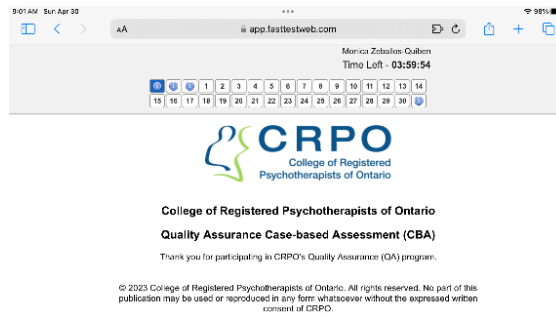 9:01 AM Sun Apr 30
98%
AA
app.fasttestweb.com
Monica Zeballos-Quiben
Time Left - 03:59:54
1 2 3 4 5 6 7 8 9 10 11 12 13 14
15 16 17 18 19 20 21 22 23 24 25 26 27 28 29 30
CRPO
College of Registered
Psychotherapists of Ontario
College of Registered Psychotherapists of Ontario
Quality Assurance Case-based Assessment (CBA)
Thank you for participating in CRPO's Quality Assurance (QA) program.
© 2023 College of Registered Psychotherapists of Ontario. All rights reserved. No part of this
publication may be used or reproduced in any form whatsoever without the expressed written
consent of CRPO.